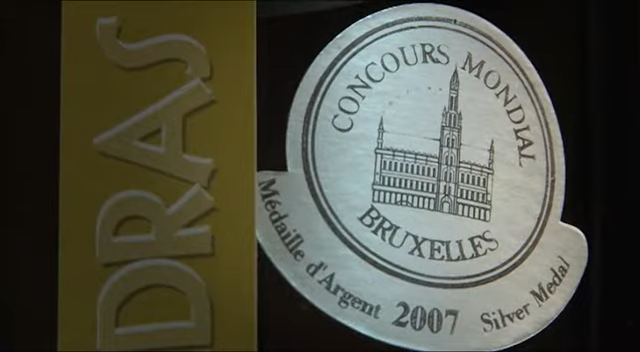 DRAS
CONCOURS MONDIAL
BRUXELLES
Médaille d'Argent 2007 Silver Medal